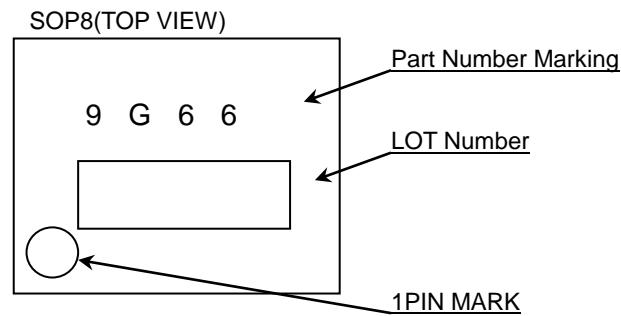 SOP8(TOP VIEW)
Part Number Marking
9 G 6 6
LOT Number
1PIN MARK